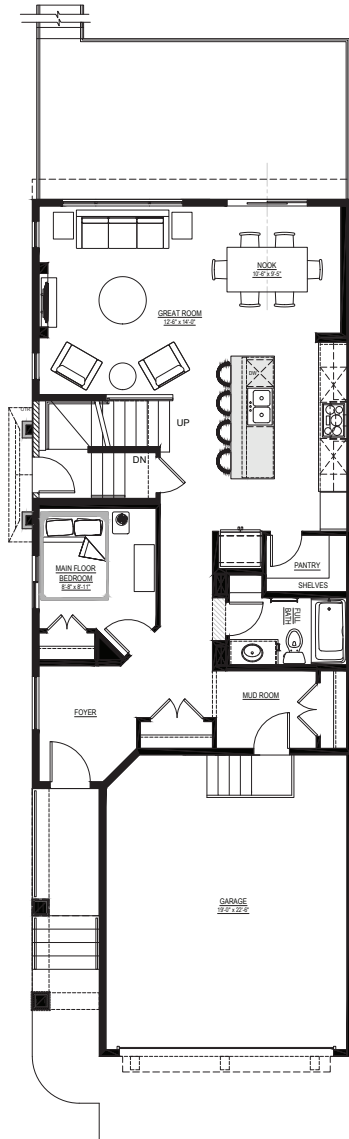 NOOK
10'-6" x 9'-5"
GREAT ROOM
12'-6" x 14'-0"
DW
UP
DN
PANTRY
SHELVES
MAIN FLOOR
BEDROOM
8'-8" x 8'-11"
FULL
BATH
MUD ROOM
FOYER
GARAGE
19'-0" x 22'-6"